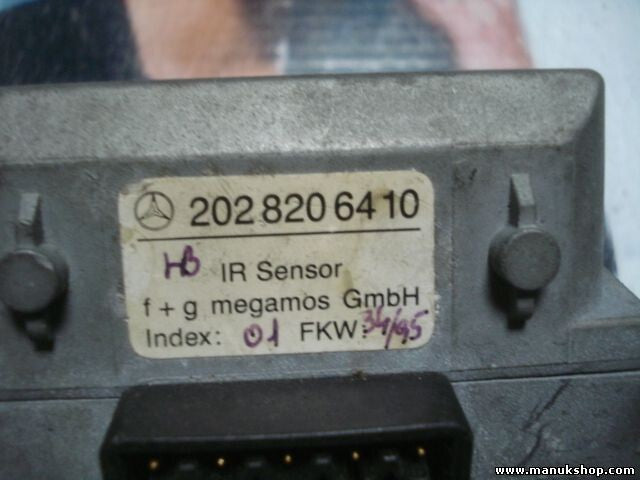 202 820 64 10
HB IR Sensor
f + g megamos GmbH
Index: 01 FKW: 34/95
www.manukshop.com